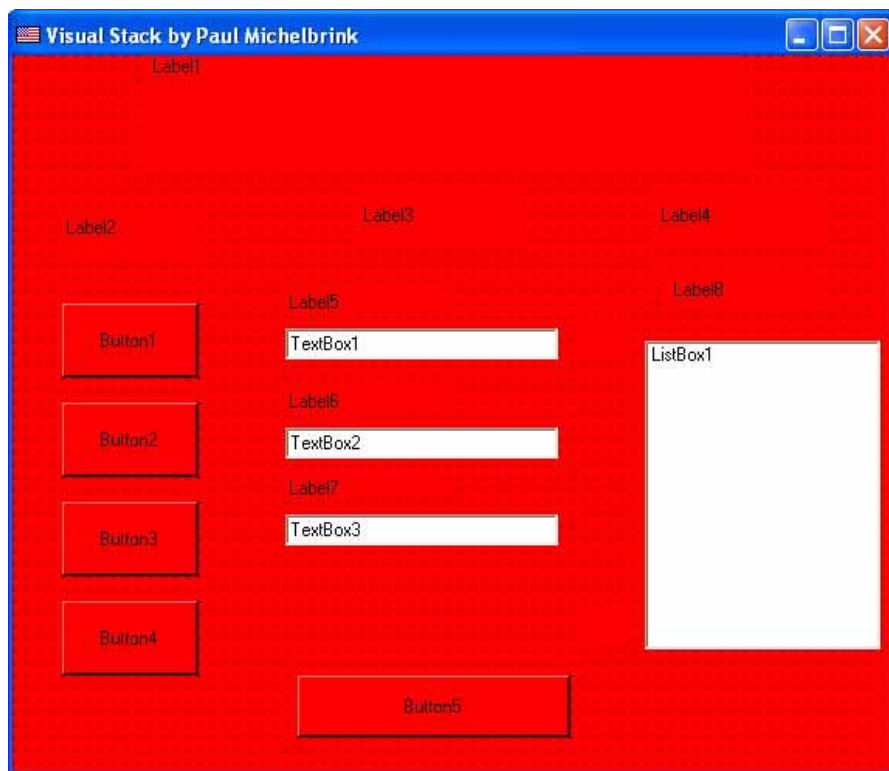 Visual Stack by Paul Michelbrink
Label1
Label2
Label3
Label4
Label5
Label8
Button1
TextBox1
ListBox1
Label6
Button2
TextBox2
Label7
Button3
TextBox3
Button4
Button5